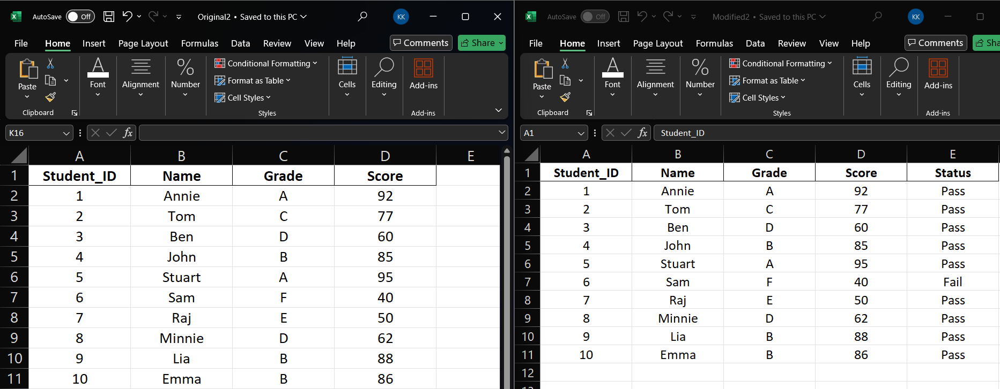 AutoSave Off Original2 • Saved to this PC KK
File Home Insert Page Layout Formulas Data Review View Help Comments Share
Paste Font Alignment Number Conditional Formatting Format as Table Cell Styles Cells Editing Add-ins
Clipboard Styles Add-ins
K16 fx
A B C D E
1 Student_ID Name Grade Score
2 1 Annie A 92
3 2 Tom C 77
4 3 Ben D 60
5 4 John B 85
6 5 Stuart A 95
7 6 Sam F 40
8 7 Raj E 50
9 8 Minnie D 62
10 9 Lia B 88
11 10 Emma B 86
AutoSave Off Modified2 • Saved to this PC KK
File Home Insert Page Layout Formulas Data Review View Help Comments Sha
Paste Font Alignment Number Conditional Formatting Format as Table Cell Styles Cells Editing Add-ins
Clipboard Styles Add-ins
A1 fx Student_ID
A B C D E
1 Student_ID Name Grade Score Status
2 1 Annie A 92 Pass
3 2 Tom C 77 Pass
4 3 Ben D 60 Pass
5 4 John B 85 Pass
6 5 Stuart A 95 Pass
7 6 Sam F 40 Fail
8 7 Raj E 50 Pass
9 8 Minnie D 62 Pass
10 9 Lia B 88 Pass
11 10 Emma B 86 Pass
12